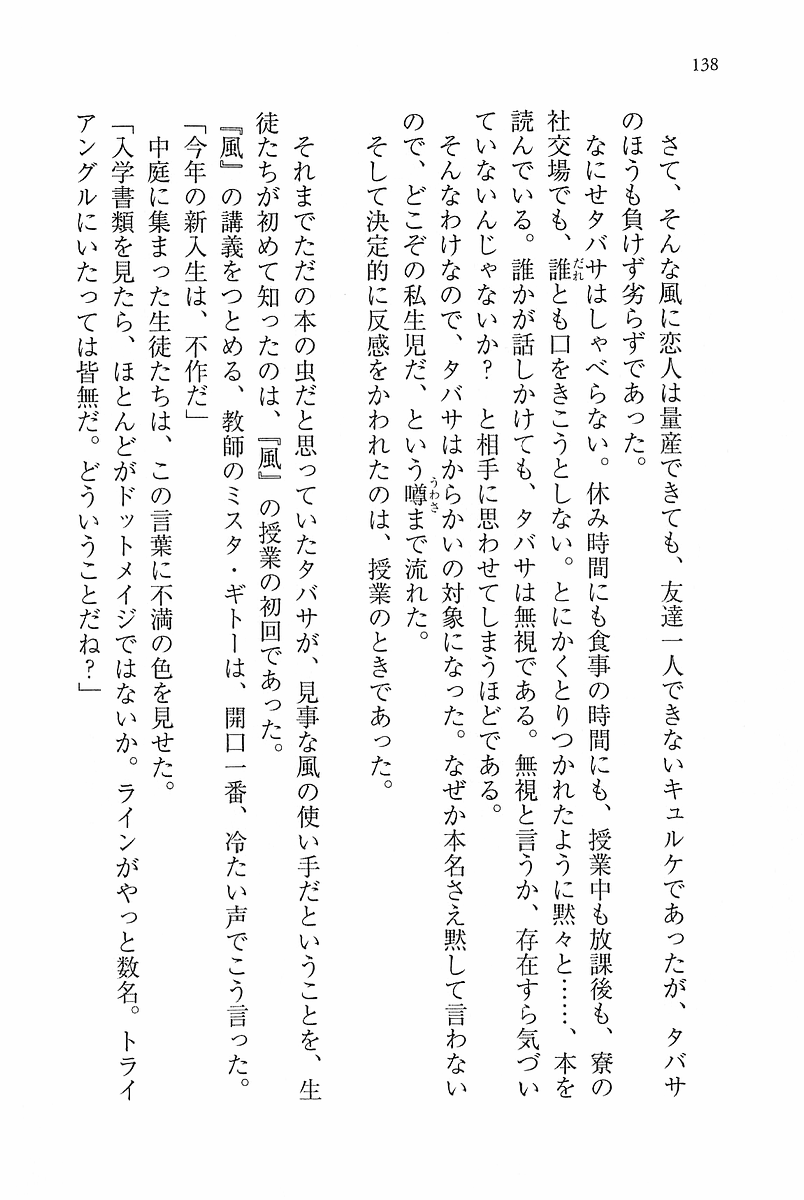 138
さて、そんな風に恋人は量産できても、友達一人できないキュルケであったが、タバサ
のほうも負けず劣らずであった。
なにせタバサはしゃべらない。休み時間にも食事の時間にも、授業中も放課後も、寮の
社交場でも、誰とも口をきこうとしない。とにかくとりつかれたように黙々と……、本を
読んでいる。誰かが話しかけても、タバサは無視である。無視と言うか、存在すら気づい
ていないんじゃないか？　と相手に思わせてしまうほどである。
そんなわけなので、タバサはからかいの対象になった。なぜか本名さえ黙して言わない
ので、どこぞの私生児だ、という噂まで流れた。
そして決定的に反感をかわれたのは、授業のときであった。
それまでただの本の虫だと思っていたタバサが、見事な風の使い手だということを、生
徒たちが初めて知ったのは、『風』の授業の初回であった。
『風』の講義をつとめる、教師のミスタ・ギトーは、開口一番、冷たい声でこう言った。
「今年の新入生は、不作だ」
中庭に集まった生徒たちは、この言葉に不満の色を見せた。
「入学書類を見たら、ほとんどがドットメイジではないか。ラインがやっと数名。トライ
アングルにいたっては皆無だ。どういうことだね？」